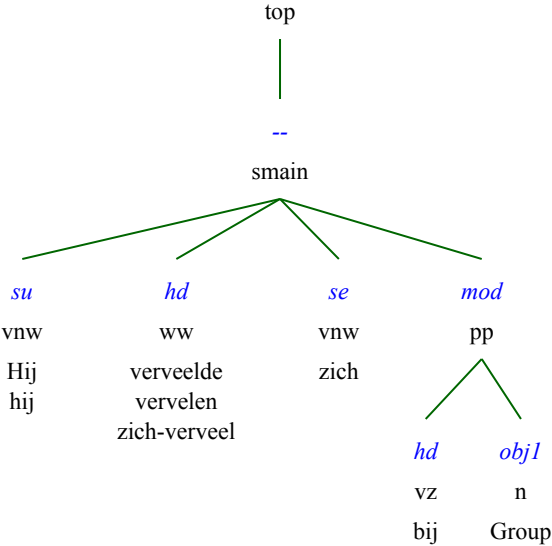 top
--
smain
su hd se mod
vnw ww vnw pp
Hij verveelde zich
hij vervelen
zich-verveel
hd obj1
vz n
bij Group